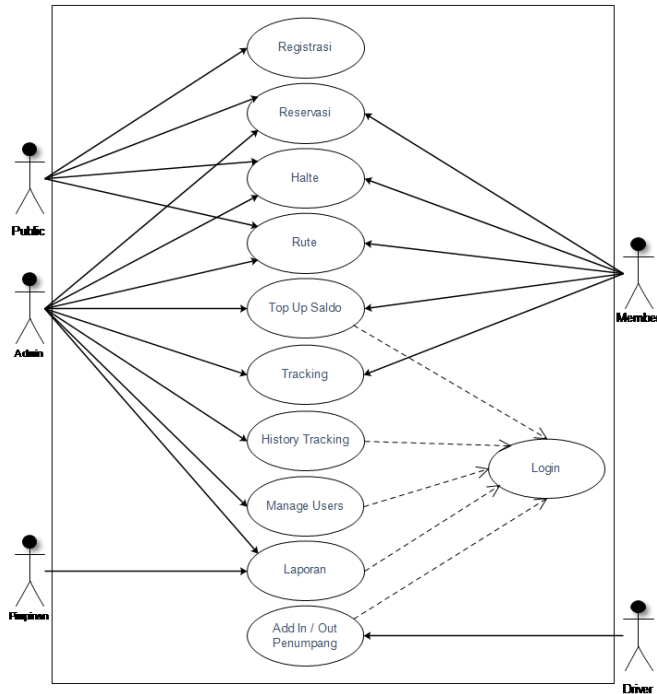 Registrasi
Reservasi
Halte
Public
Rute
Member
Top Up Saldo
Admin
Tracking
History Tracking
Login
Manage Users
Laporan
Pimpinan
Add In / Out
Penumpang
Driver